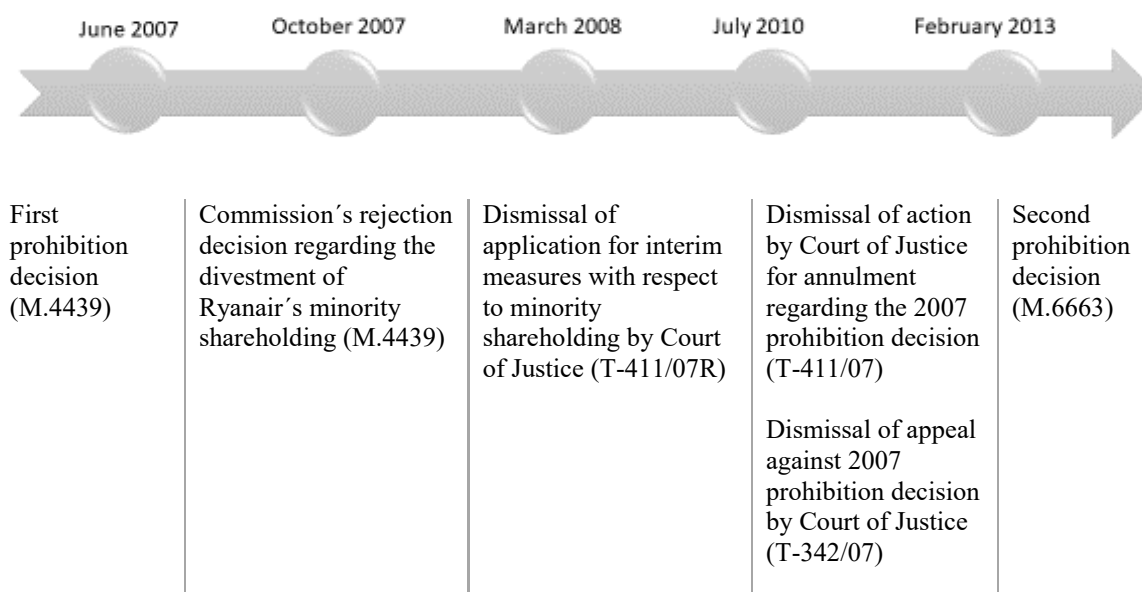 June 2007
October 2007
March 2008
July 2010
February 2013
First
prohibition
decision
(M.4439)
Commission´s rejection
decision regarding the
divestment of
Ryanair´s minority
shareholding (M.4439)
Dismissal of
application for interim
measures with respect
to minority
shareholding by Court
of Justice (T-411/07R)
Dismissal of action
by Court of Justice
for annulment
regarding the 2007
prohibition decision
(T-411/07)
Dismissal of appeal
against 2007
prohibition decision
by Court of Justice
(T-342/07)
Second
prohibition
decision
(M.6663)